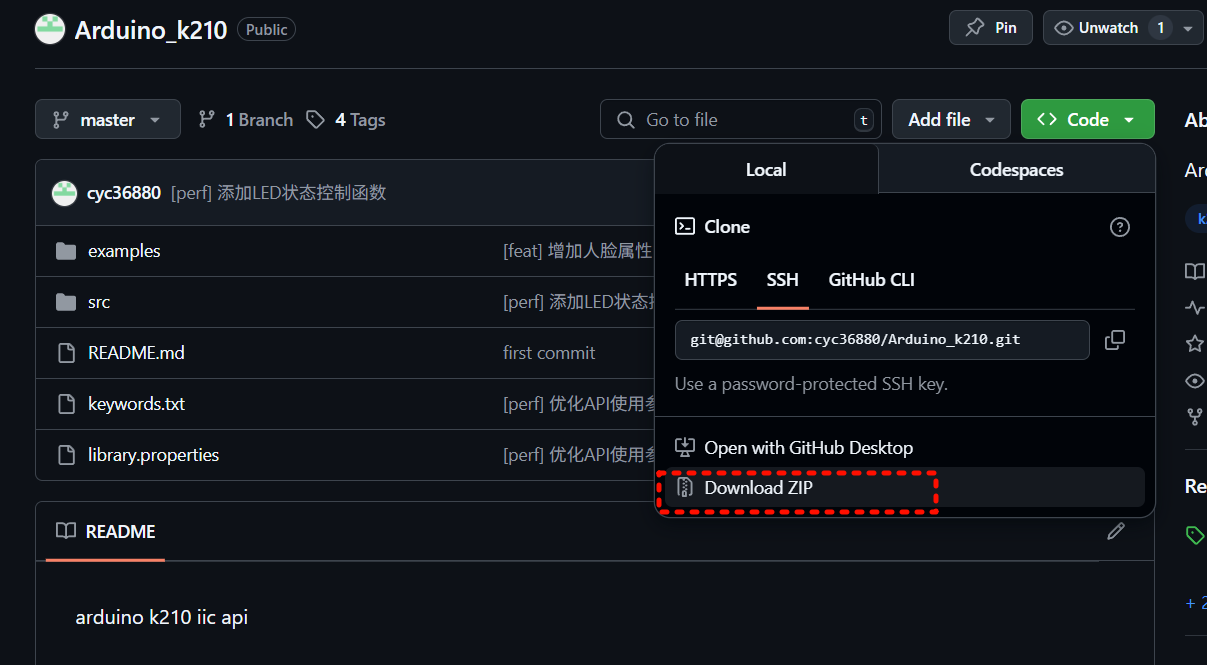 Arduino_k210 Public Pin Unwatch 1
master 1 Branch 4 Tags Go to file t Add file Code
cyc36880 [perf] 添加LED状态控制函数
examples [feat] 增加人脸属性
src [perf] 添加LED状态
README.md first commit
keywords.txt [perf] 优化API使用
library.properties [perf] 优化API使用
Local Codespaces
Clone
HTTPS SSH GitHub CLI
git@github.com:cyc36880/Arduino_k210.git
Use a password-protected SSH key.
Open with GitHub Desktop
Download ZIP
README
arduino k210 iic api
Ab
Ar
k
Re
+ 2